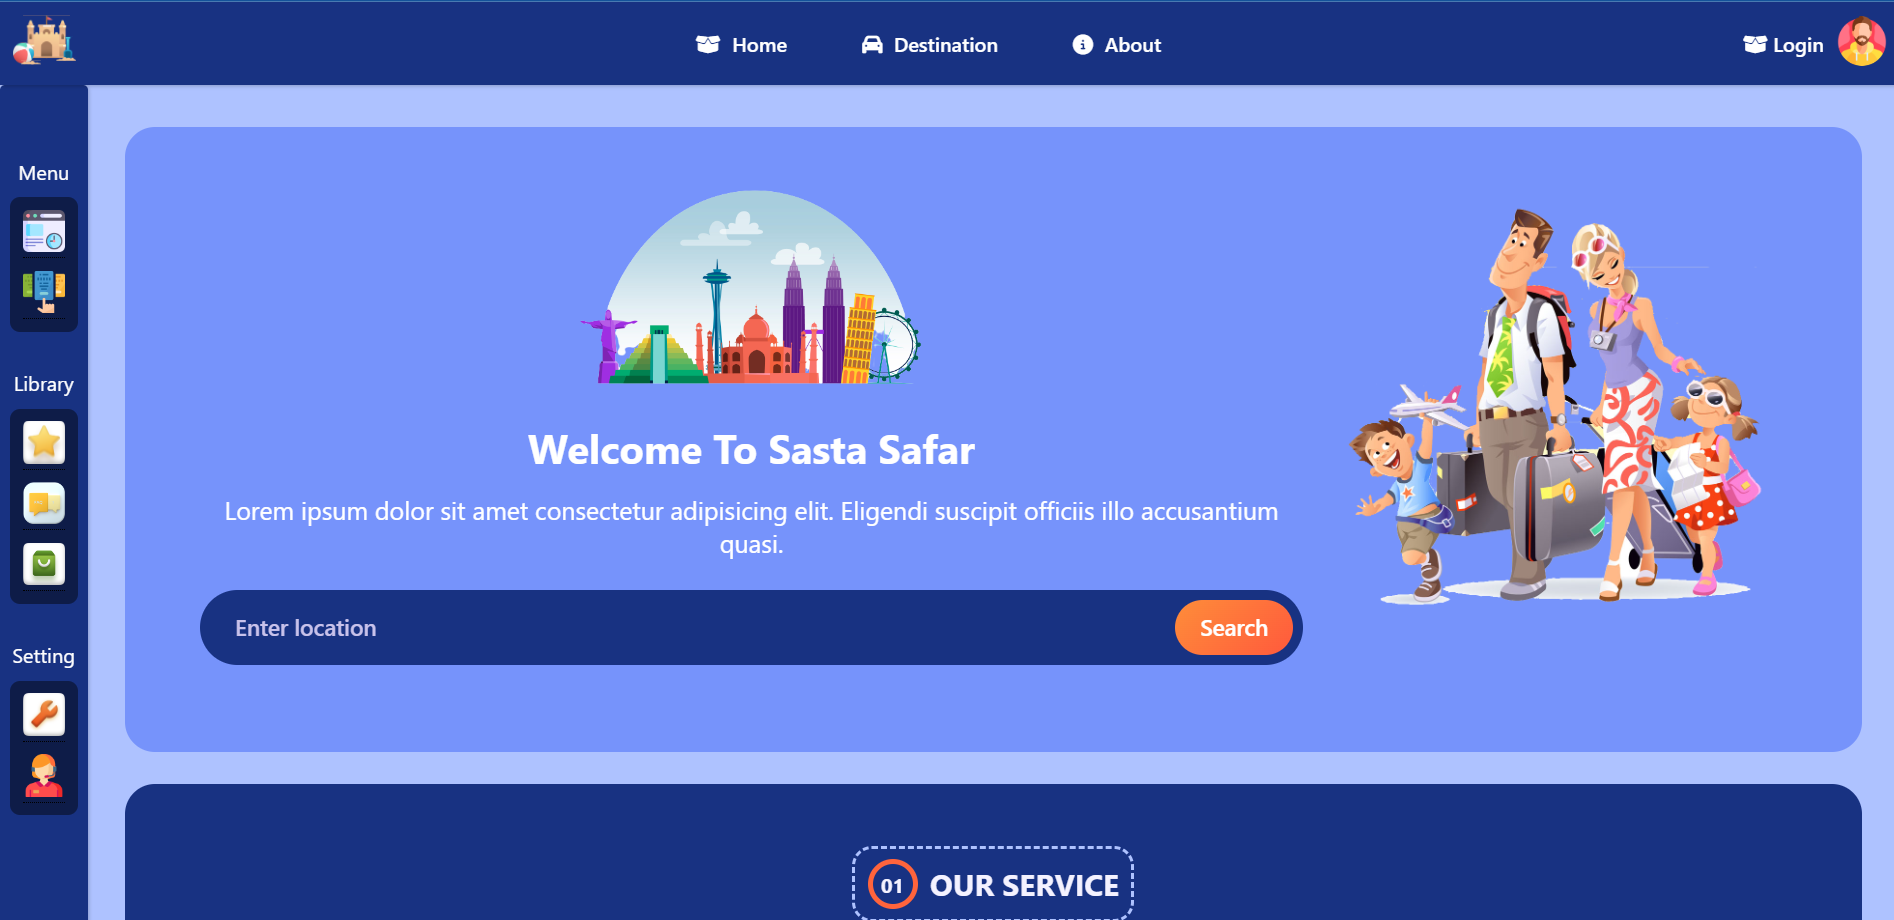 Home
Destination
About
Login
Menu
Library
Setting
Welcome To Sasta Safar
Lorem ipsum dolor sit amet consectetur adipisicing elit. Eligendi suscipit officiis illo accusantium
quasi.
Enter location
Search
01
OUR SERVICE